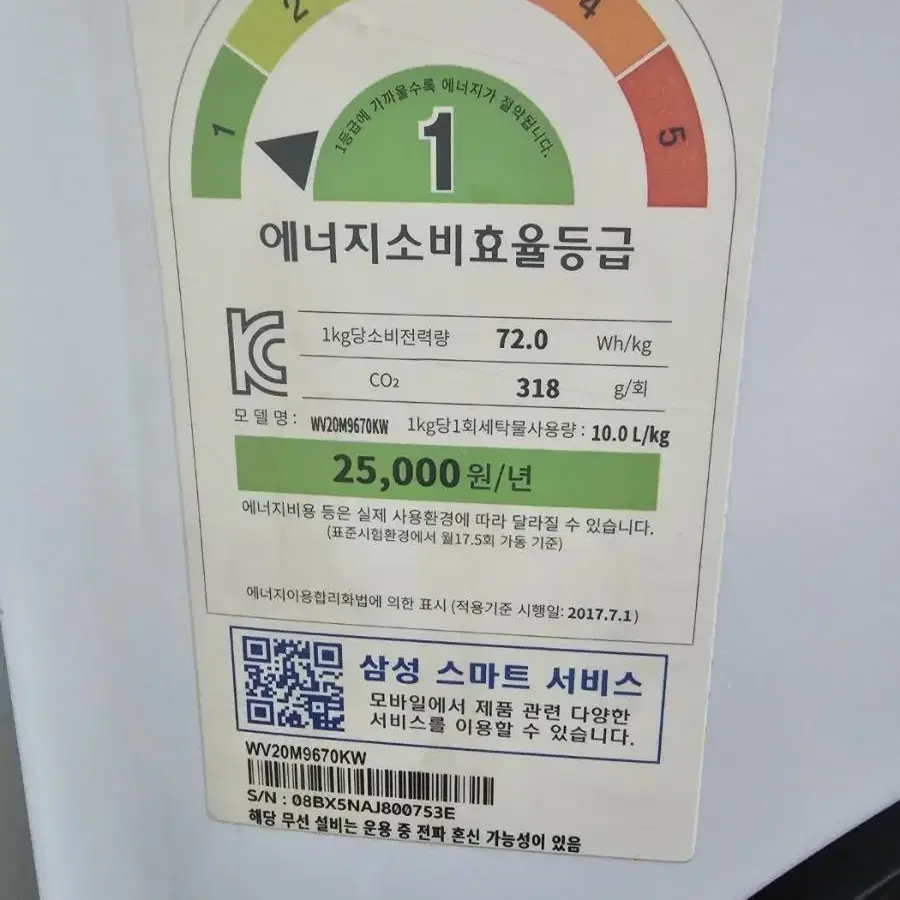 2
4
1
5
1등급에 가까울수록 에너지가 절약됩니다.
1
에너지소비효율등급
1kg당소비전력량 72.0 Wh/kg
CO₂ 318 g/회
모델명: WV20M9670KW 1kg당1회세탁물사용량 : 10.0 L/kg
25,000원/년
에너지비용 등은 실제 사용환경에 따라 달라질 수 있습니다.
(표준시험환경에서 월17.5회 가동 기준)
에너지이용합리화법에 의한 표시 (적용기준 시행일: 2017.7.1)
삼성 스마트 서비스
모바일에서 제품 관련 다양한
서비스를 이용할 수 있습니다.
WV20M9670KW
S/N : 08BX5NAJ800753E
해당 무선 설비는 운용 중 전파 혼신 가능성이 있음